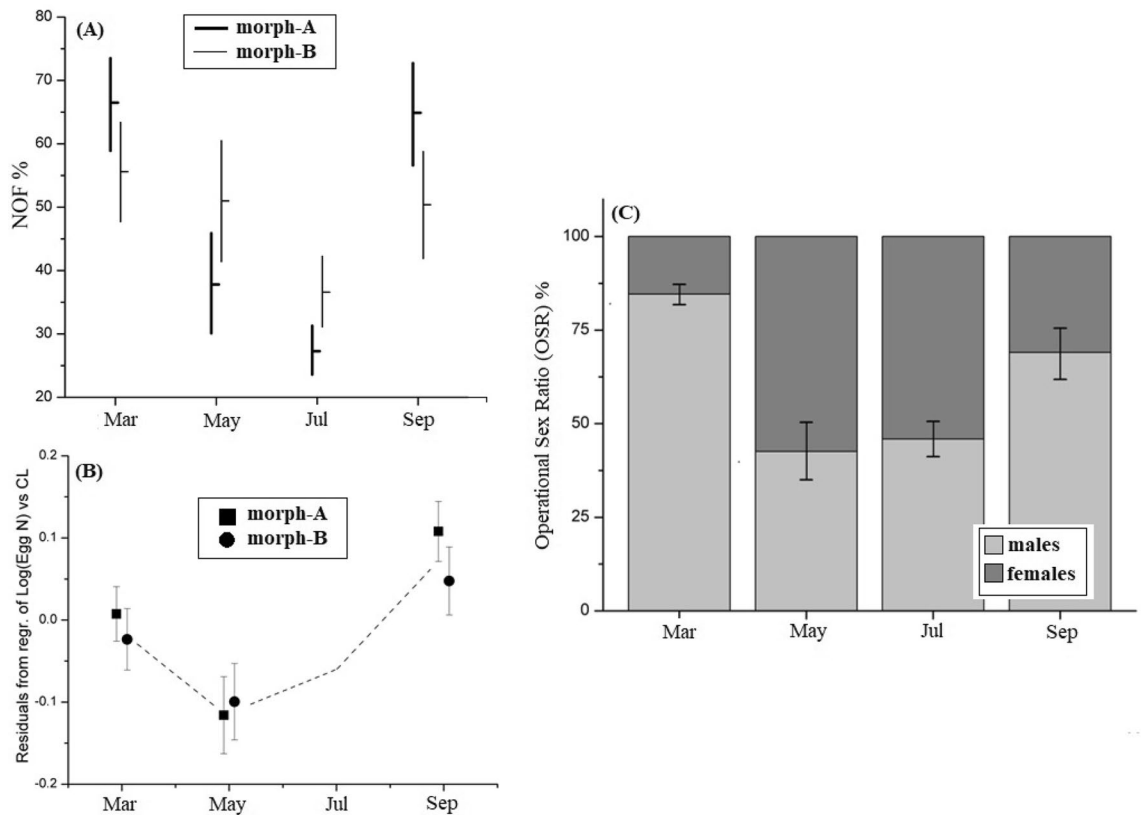 (A)
morph-A
morph-B
NOF %
80
70
60
50
40
30
20
Mar May Jul Sep
(B)
morph-A
morph-B
Residuals from regr. of Log(Egg N) vs CL
0.2
0.1
0.0
-0.1
-0.2
Mar May Jul Sep
(C)
Operational Sex Ratio (OSR) %
100
75
50
25
0
males
females
Mar May Jul Sep